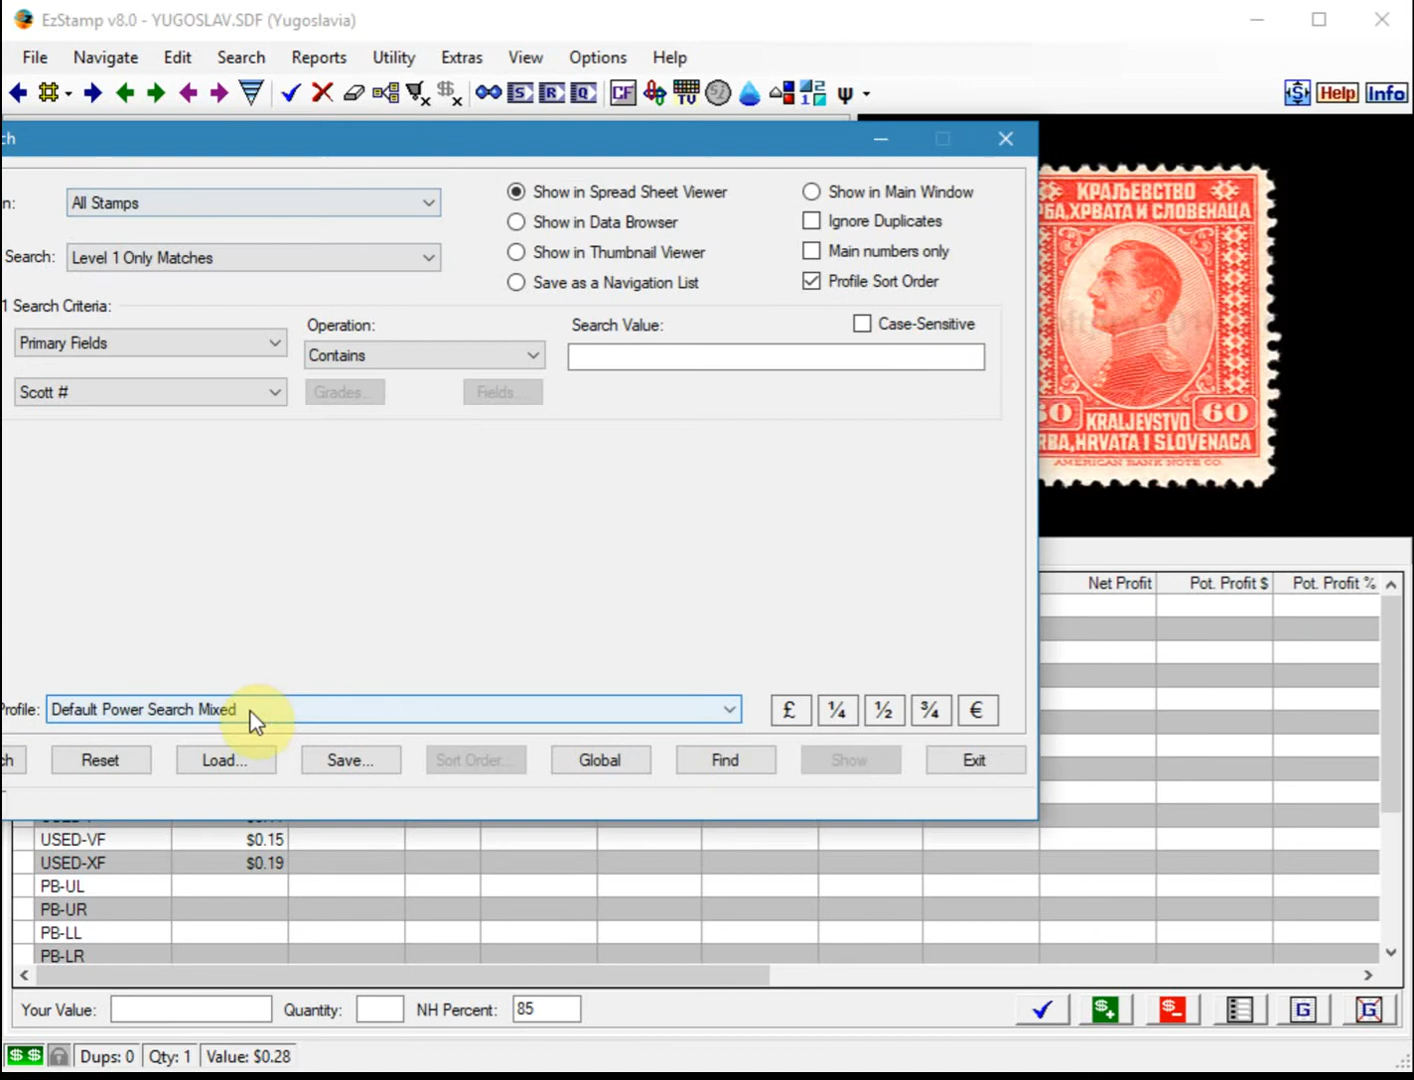 EzStamp v8.0 - YUGOSLAV.SDF (Yugoslavia)
File Navigate Edit Search Reports Utility Extras View Options Help
S R Q CF TV Help Info
ch
n: All Stamps
Show in Spread Sheet Viewer
Show in Main Window
Show in Data Browser
Ignore Duplicates
Search: Level 1 Only Matches
Show in Thumbnail Viewer
Main numbers only
Show in Data Browser
Save as a Navigation List
Profile Sort Order
1 Search Criteria:
Operation:
Search Value:
Case-Sensitive
Primary Fields
Contains
Scott #
Grades...
Fields...
КРАЉЕВСТВО
РБА,ХРВАТА И СЛОВЕНАЦА
60 60
KRALJEVSTVO
RBA,HRVATA I SLOVENACA
AMERICAN BANK NOTE CO.
Profile: Default Power Search Mixed
£ ¼ ½ ¾ €
ch Reset Load... Save... Sort Order... Global Find Show Exit
Net Profit Pot. Profit $ Pot. Profit %
USED-VF $0.15
USED-XF $0.19
PB-UL
PB-UR
PB-LL
PB-LR
Your Value: Quantity: NH Percent: 85
G G
$ $ Dups: 0 Qty: 1 Value: $0.28